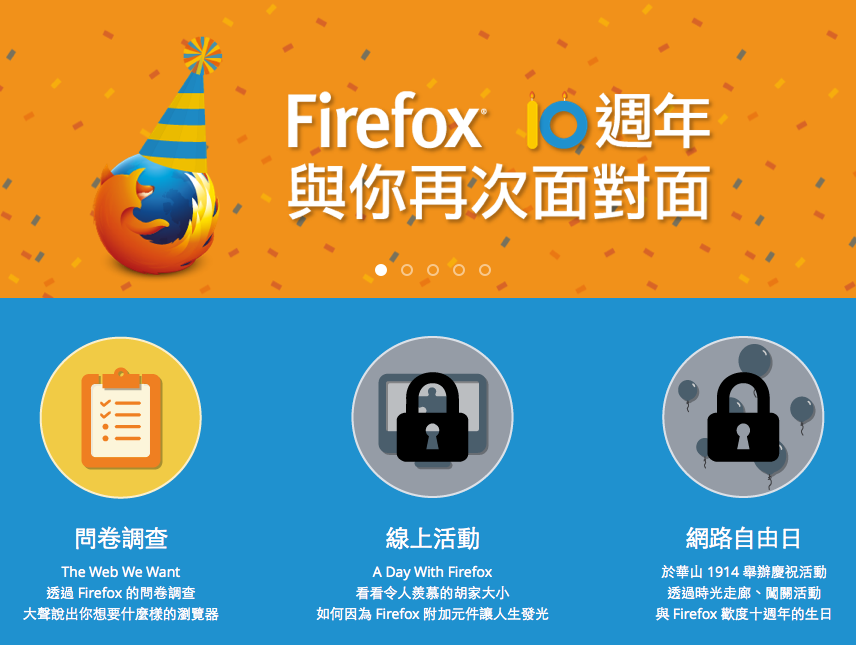 Firefox® 10週年
與你再次面對面
問卷調查
The Web We Want
透過 Firefox 的問卷調查
大聲說出你想要什麼樣的瀏覽器
線上活動
A Day With Firefox
看看令人羨慕的胡家大小
如何因為 Firefox 附加元件讓人生發光
網路自由日
於華山 1914 舉辦慶祝活動
透過時光走廊、闖關活動
與 Firefox 歡度十週年的生日